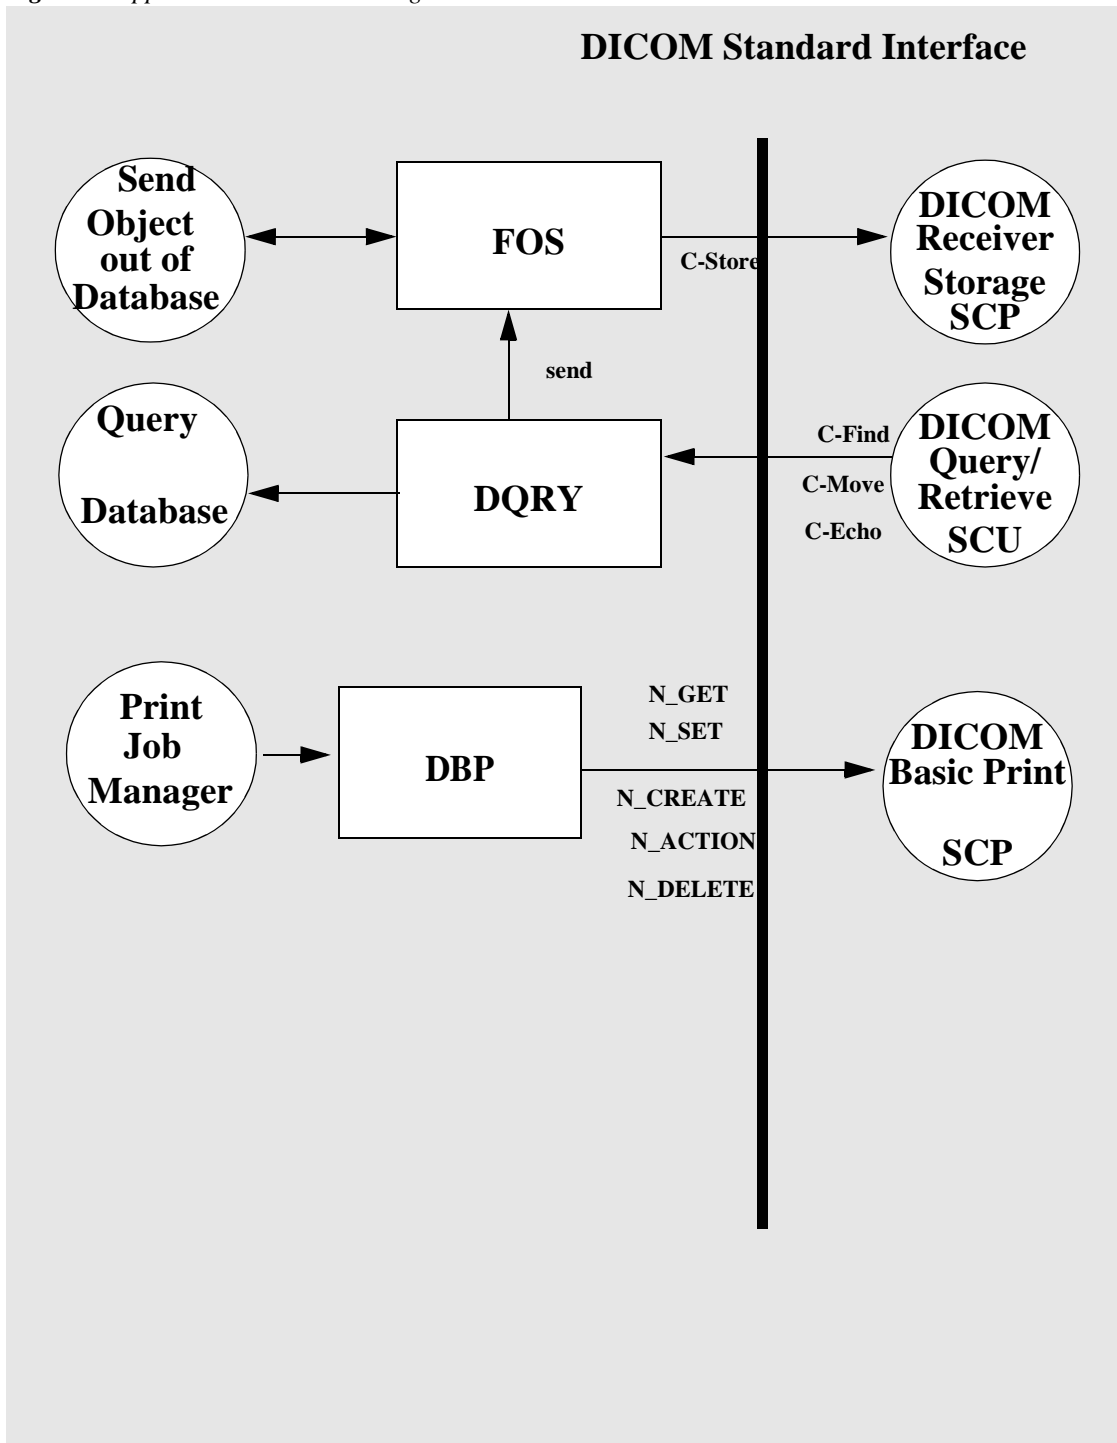 DICOM Standard Interface
Send
Object
out of
Database
FOS
C-Store
DICOM
Receiver
Storage
SCP
send
Query
Database
DQRY
C-Find
C-Move
C-Echo
DICOM
Query/
Retrieve
SCU
Print
Job
Manager
DBP
N_GET
N_SET
N_CREATE
N_ACTION
N_DELETE
DICOM
Basic Print
SCP